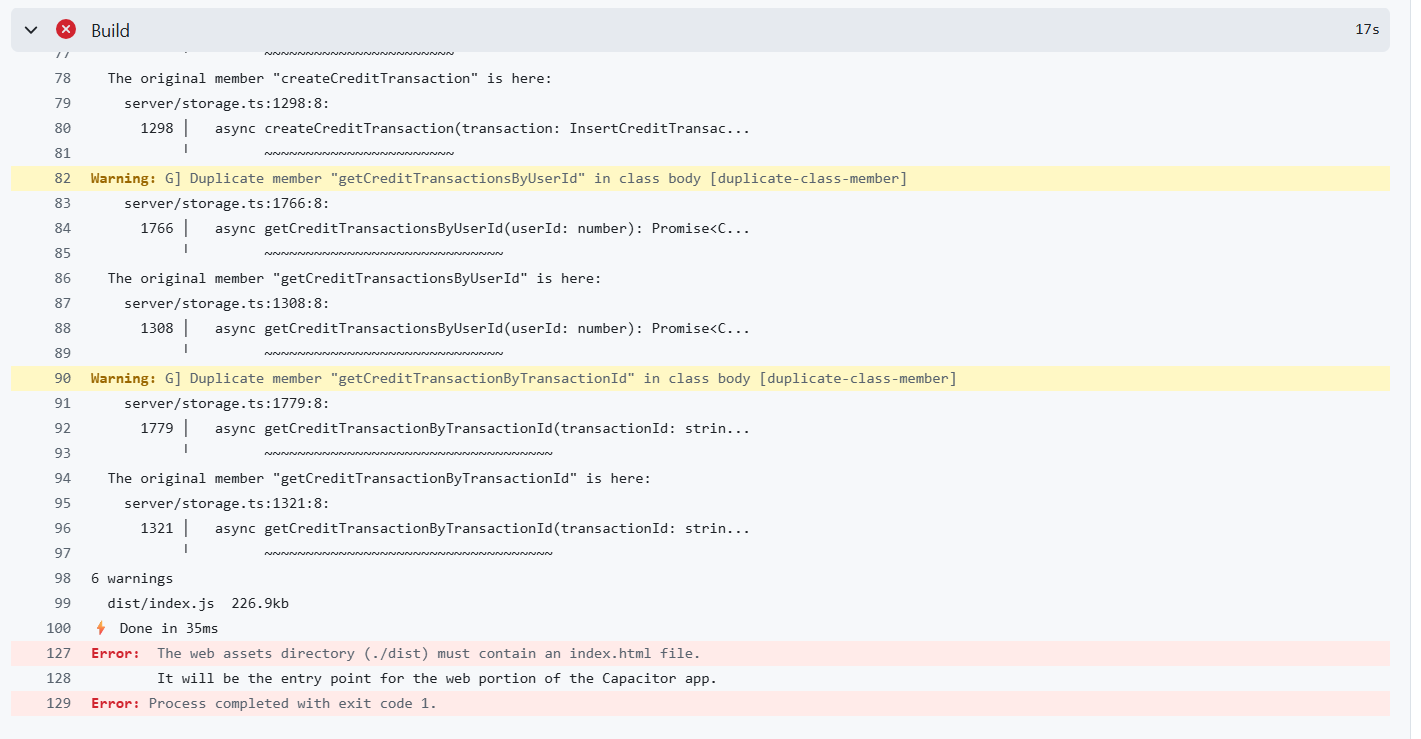 Build 17s
77 ~~~~~~~~~~~~~~~~~~~~~~~
78 The original member "createCreditTransaction" is here:
79 server/storage.ts:1298:8:
80 1298 │ async createCreditTransaction(transaction: InsertCreditTransac...
81 ╵ ~~~~~~~~~~~~~~~~~~~~~~~
82 Warning: G] Duplicate member "getCreditTransactionsByUserId" in class body [duplicate-class-member]
83 server/storage.ts:1766:8:
84 1766 │ async getCreditTransactionsByUserId(userId: number): Promise<C...
85 ╵ ~~~~~~~~~~~~~~~~~~~~~~~~~~~~~
86 The original member "getCreditTransactionsByUserId" is here:
87 server/storage.ts:1308:8:
88 1308 │ async getCreditTransactionsByUserId(userId: number): Promise<C...
89 ╵ ~~~~~~~~~~~~~~~~~~~~~~~~~~~~~
90 Warning: G] Duplicate member "getCreditTransactionByTransactionId" in class body [duplicate-class-member]
91 server/storage.ts:1779:8:
92 1779 │ async getCreditTransactionByTransactionId(transactionId: strin...
93 ╵ ~~~~~~~~~~~~~~~~~~~~~~~~~~~~~~~~~~~
94 The original member "getCreditTransactionByTransactionId" is here:
95 server/storage.ts:1321:8:
96 1321 │ async getCreditTransactionByTransactionId(transactionId: strin...
97 ╵ ~~~~~~~~~~~~~~~~~~~~~~~~~~~~~~~~~~~
98 6 warnings
99 dist/index.js 226.9kb
100 ⚡ Done in 35ms
127 Error: The web assets directory (./dist) must contain an index.html file.
128 It will be the entry point for the web portion of the Capacitor app.
129 Error: Process completed with exit code 1.